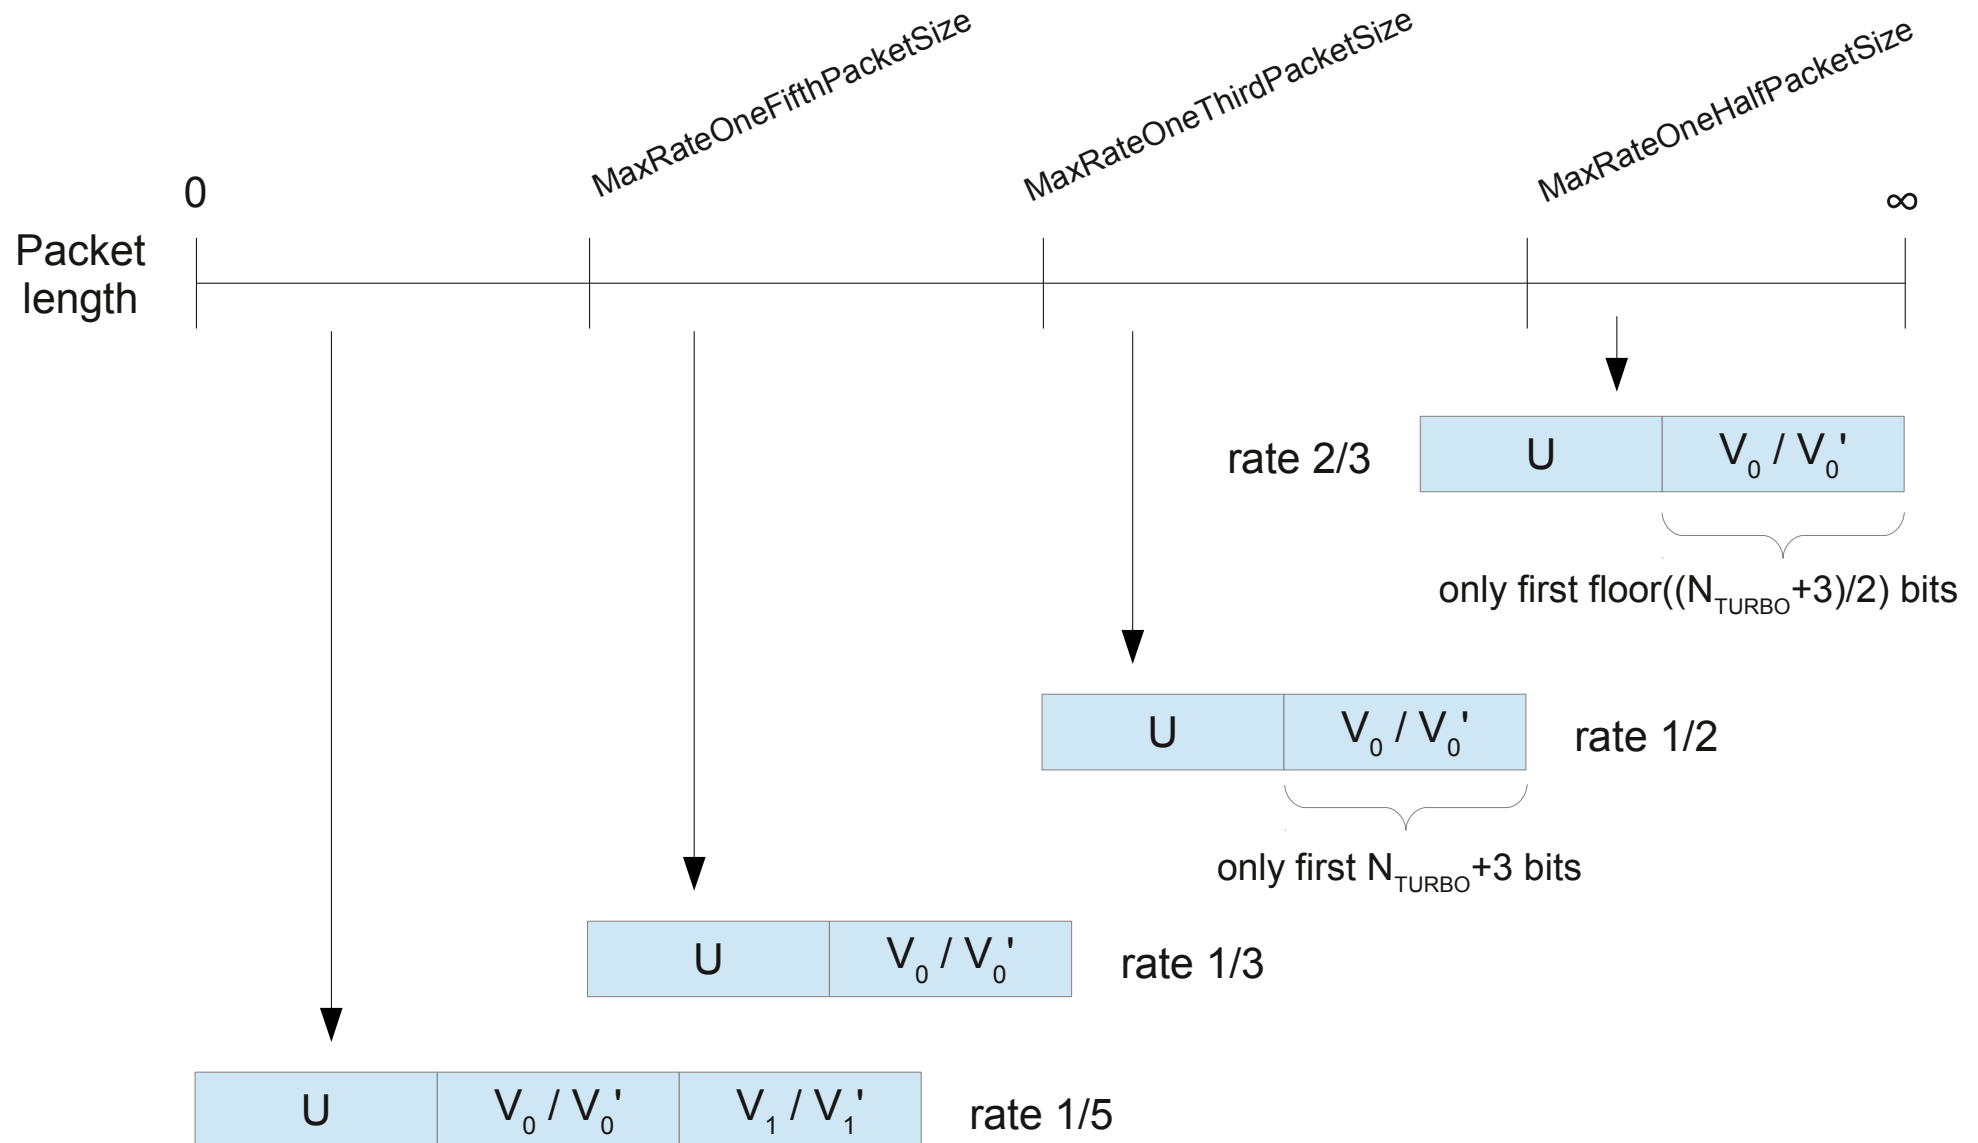 MaxRateOneFifthPacketSize
MaxRateOneThirdPacketSize
MaxRateOneHalfPacketSize
0
∞
Packet
length
rate 2/3
U
V₀ / V₀'
only first floor((N_TURBO+3)/2) bits
U
V₀ / V₀'
rate 1/2
only first N_TURBO+3 bits
U
V₀ / V₀'
rate 1/3
U
V₀ / V₀'
V₁ / V₁'
rate 1/5